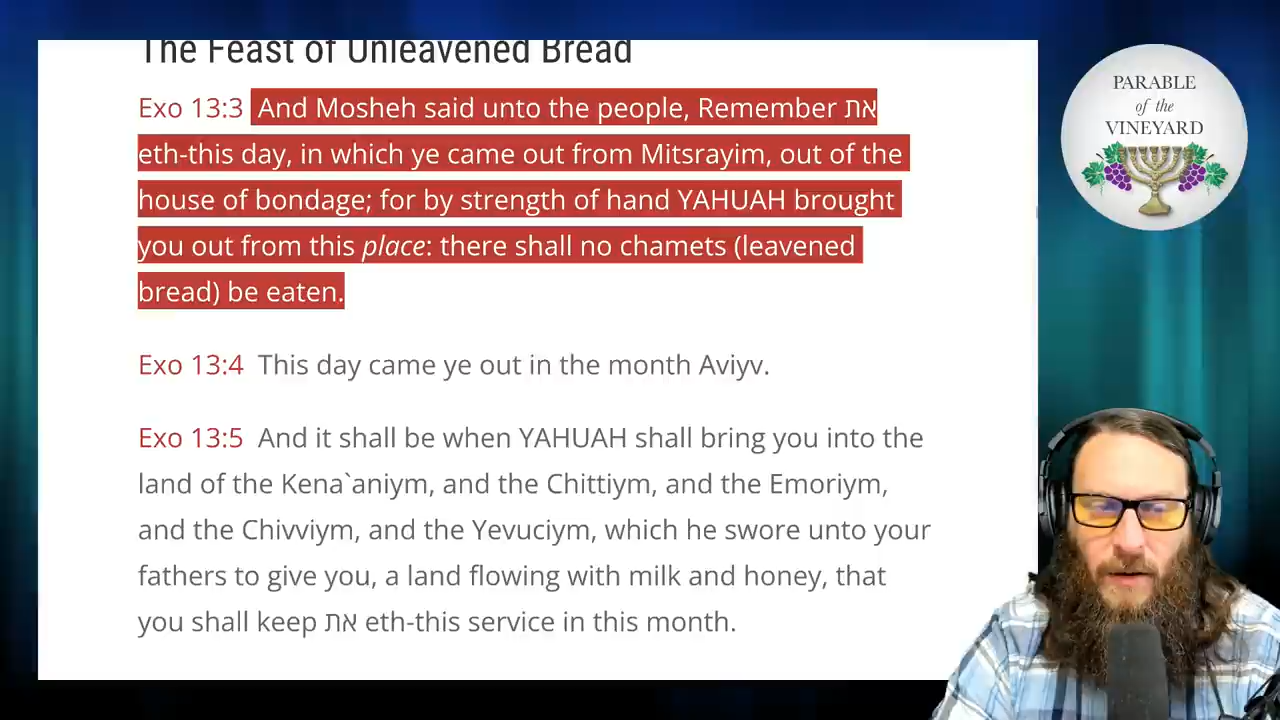 The Feast of Unleavened Bread
Exo 13:3 And Mosheh said unto the people, Remember את
eth-this day, in which ye came out from Mitsrayim, out of the
house of bondage; for by strength of hand YAHUAH brought
you out from this place: there shall no chamets (leavened
bread) be eaten.
Exo 13:4 This day came ye out in the month Aviyv.
Exo 13:5 And it shall be when YAHUAH shall bring you into the
land of the Kena`aniym, and the Chittiym, and the Emoriym,
and the Chivviym, and the Yevuciym, which he swore unto your
fathers to give you, a land flowing with milk and honey, that
you shall keep את eth-this service in this month.
PARABLE
of the
VINEYARD